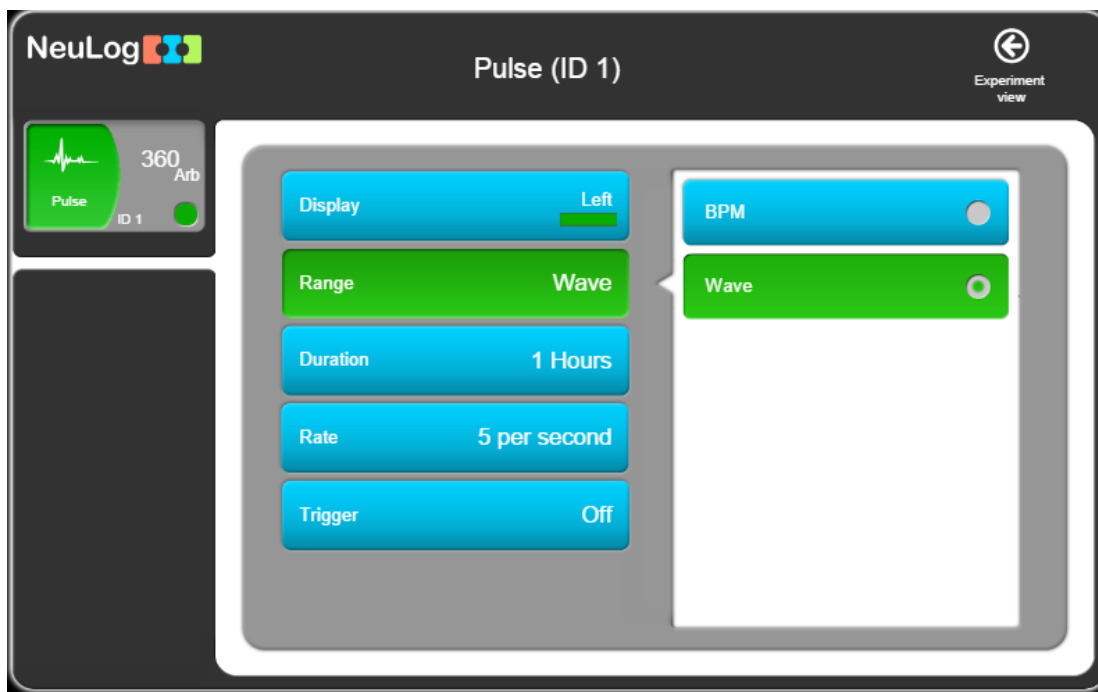 NeuLog
Pulse (ID 1)
Experiment
view
360
Arb
Pulse
ID 1
Display Left
Range Wave
Duration 1 Hours
Rate 5 per second
Trigger Off
BPM
Wave